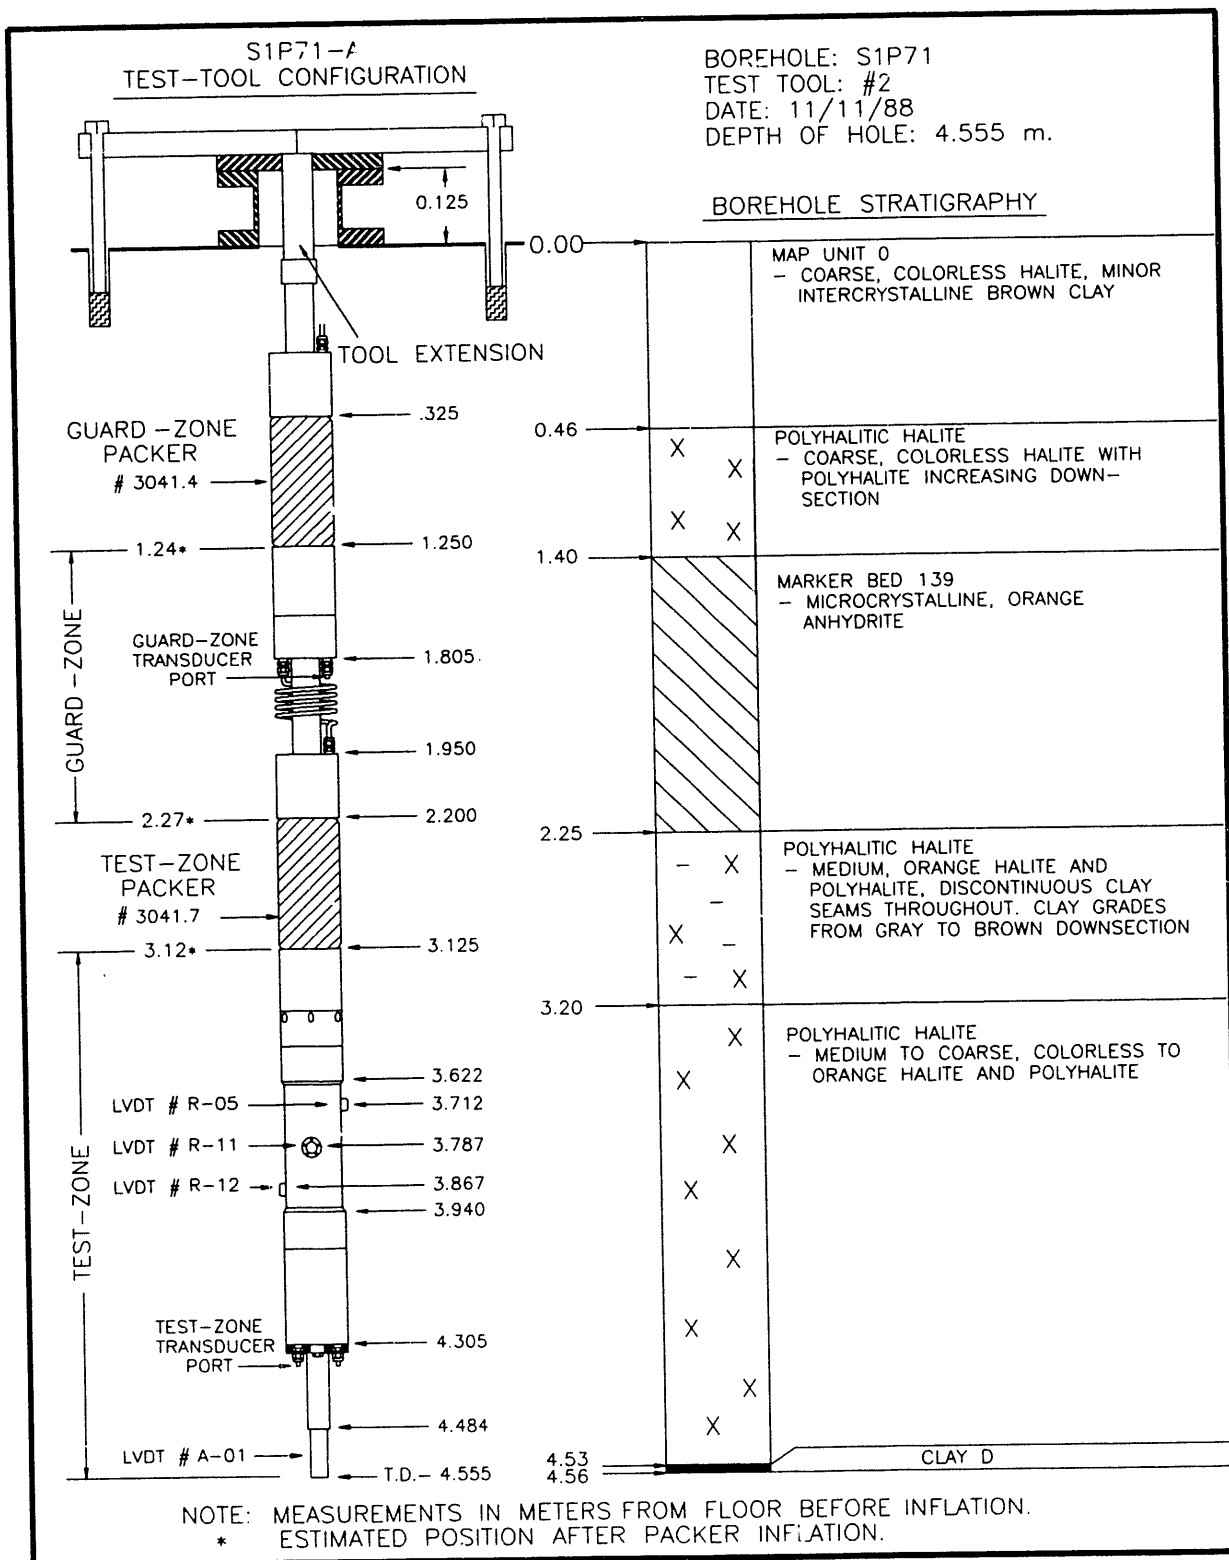 S1P71-A
TEST-TOOL CONFIGURATION
BOREHOLE: S1P71
TEST TOOL: #2
DATE: 11/11/88
DEPTH OF HOLE: 4.555 m.
BOREHOLE STRATIGRAPHY
0.125
0.00
TOOL EXTENSION
.325
GUARD-ZONE
PACKER
# 3041.4
1.24*
1.250
GUARD-ZONE
GUARD-ZONE
TRANSDUCER
PORT
1.805
1.950
2.27*
2.200
TEST-ZONE
PACKER
# 3041.7
3.12*
3.125
TEST-ZONE
3.622
LVDT # R-05
3.712
LVDT # R-11
3.787
LVDT # R-12
3.867
3.940
TEST-ZONE
TRANSDUCER
PORT
4.305
4.484
LVDT # A-01
T.D.- 4.555
MAP UNIT 0
- COARSE, COLORLESS HALITE, MINOR
INTERCRYSTALLINE BROWN CLAY
0.46
POLYHALITIC HALITE
- COARSE, COLORLESS HALITE WITH
POLYHALITE INCREASING DOWN-
SECTION
1.40
MARKER BED 139
- MICROCRYSTALLINE, ORANGE
ANHYDRITE
2.25
POLYHALITIC HALITE
- MEDIUM, ORANGE HALITE AND
POLYHALITE, DISCONTINUOUS CLAY
SEAMS THROUGHOUT. CLAY GRADES
FROM GRAY TO BROWN DOWNSECTION
3.20
POLYHALITIC HALITE
- MEDIUM TO COARSE, COLORLESS TO
ORANGE HALITE AND POLYHALITE
4.53
4.56
CLAY D
NOTE: MEASUREMENTS IN METERS FROM FLOOR BEFORE INFLATION.
* ESTIMATED POSITION AFTER PACKER INFLATION.